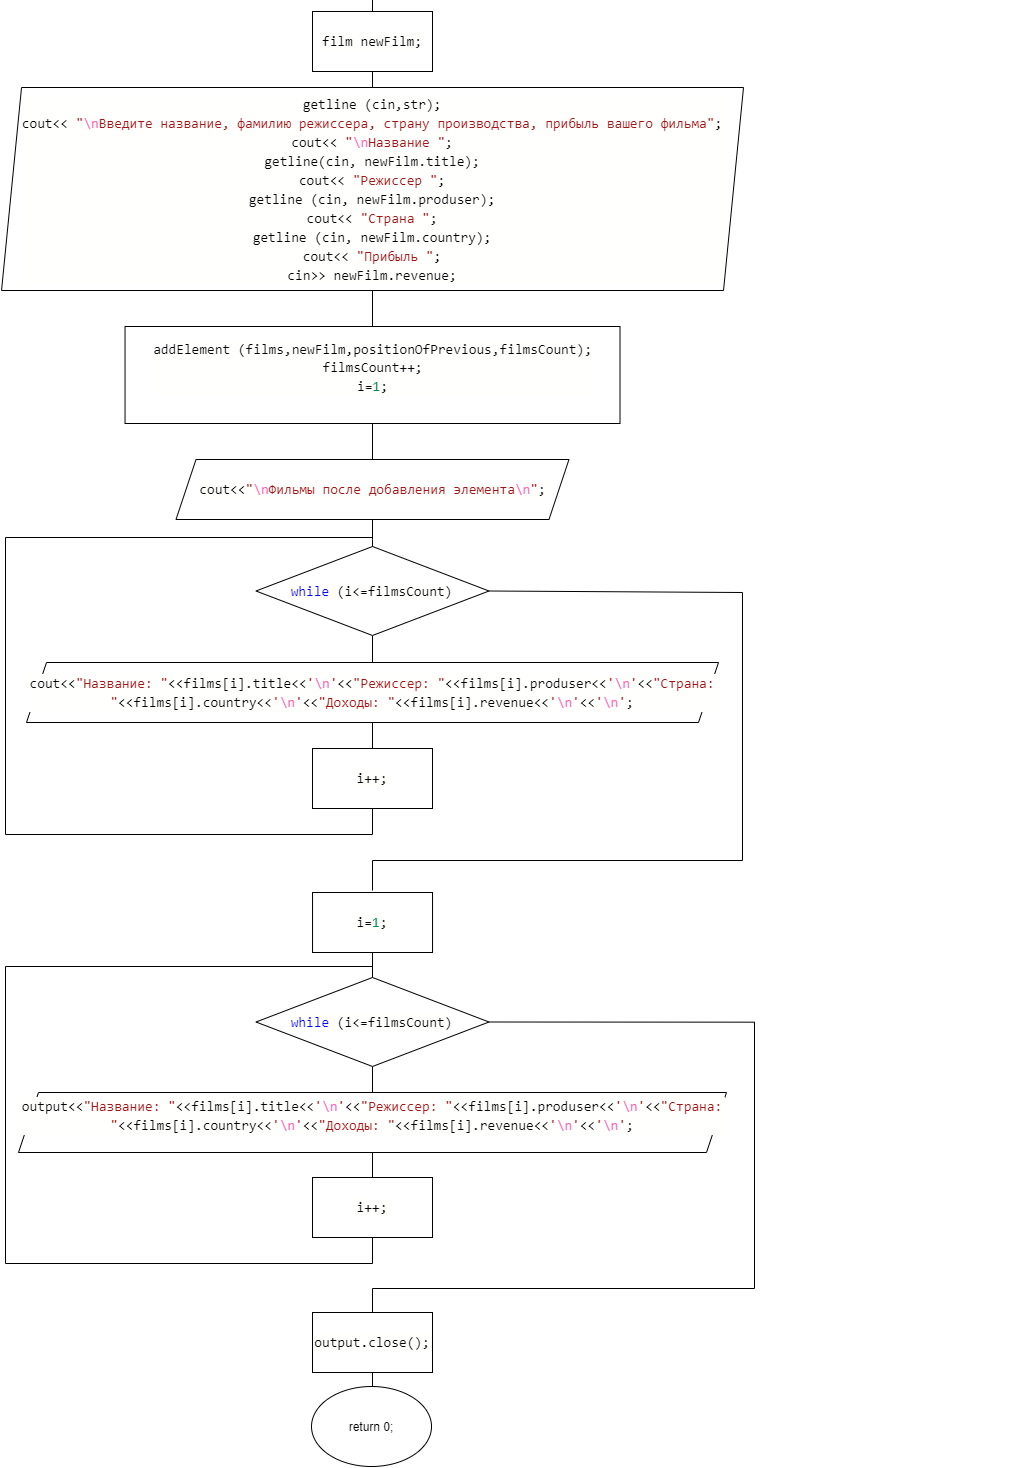 film newFilm;
getline (cin,str);
cout<< "\nВведите название, фамилию режиссера, страну производства, прибыль вашего фильма";
cout<< "\nНазвание ";
getline(cin, newFilm.title);
cout<< "Режиссер ";
getline (cin, newFilm.produser);
cout<< "Страна ";
getline (cin, newFilm.country);
cout<< "Прибыль ";
cin>> newFilm.revenue;
addElement (films,newFilm,positionOfPrevious,filmsCount);
filmsCount++;
i=1;
cout<<"\nФильмы после добавления элемента\n";
while (i<=filmsCount)
cout<<"Название: "<<films[i].title<<'\n'<<"Режиссер: "<<films[i].produser<<'\n'<<"Страна:
"<<films[i].country<<'\n'<<"Доходы: "<<films[i].revenue<<'\n'<<'\n';
i++;
i=1;
while (i<=filmsCount)
output<<"Название: "<<films[i].title<<'\n'<<"Режиссер: "<<films[i].produser<<'\n'<<"Страна:
"<<films[i].country<<'\n'<<"Доходы: "<<films[i].revenue<<'\n'<<'\n';
i++;
output.close();
return 0;